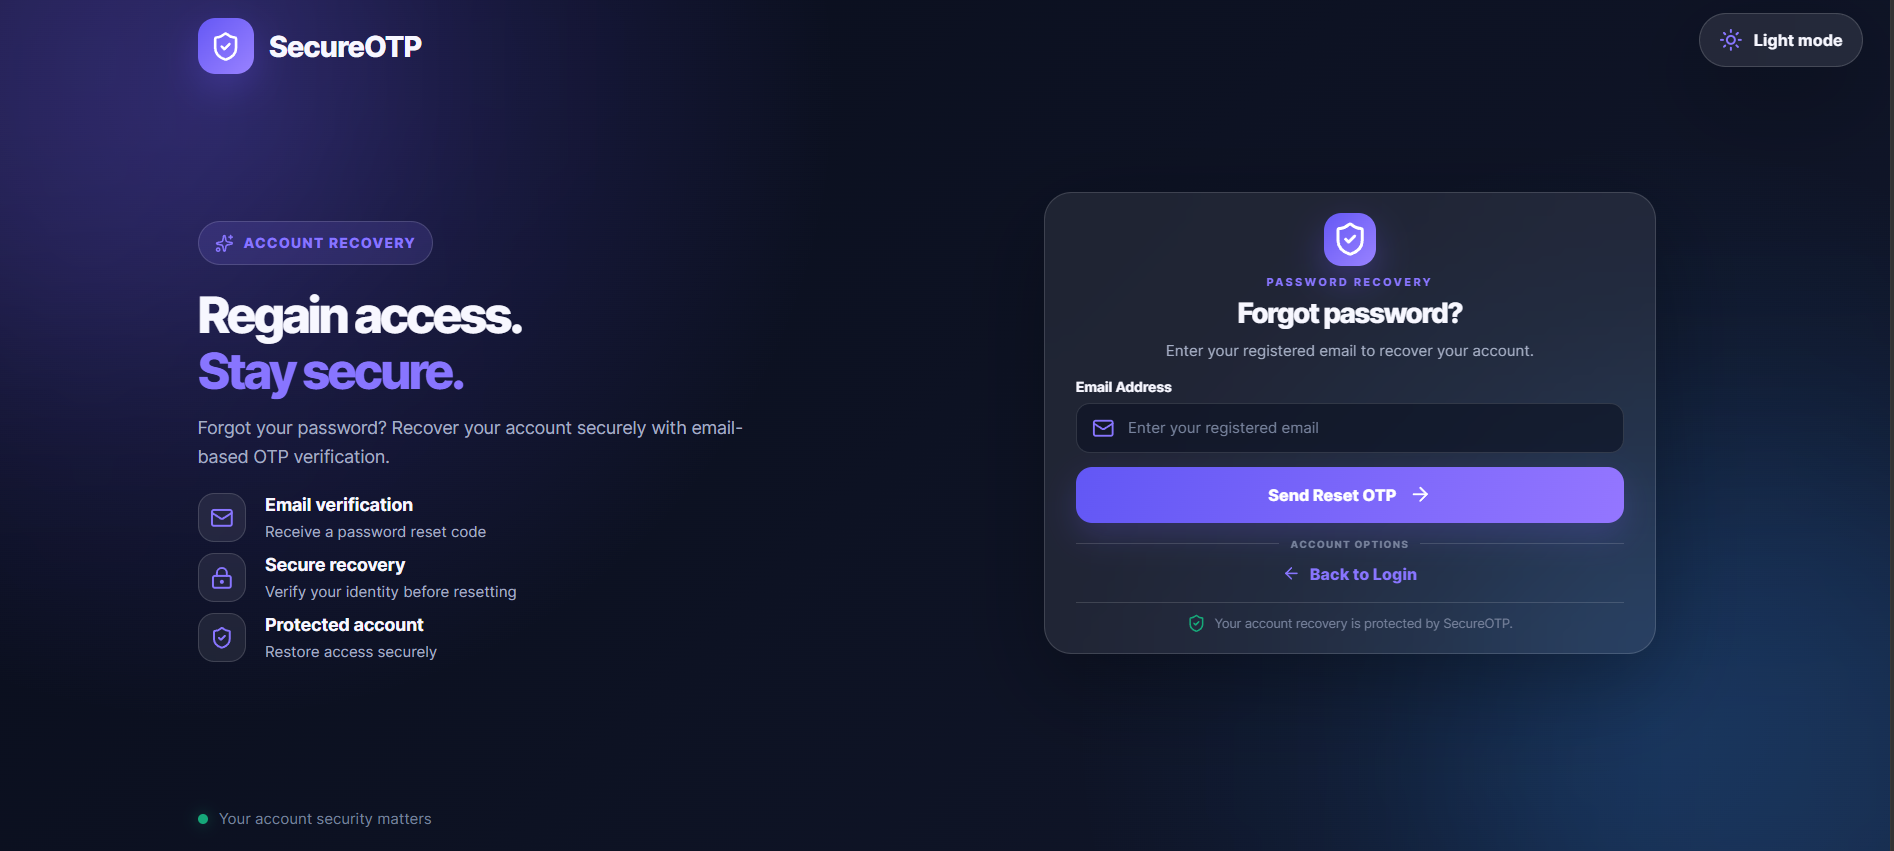 SecureOTP
Light mode
ACCOUNT RECOVERY
Regain access.
Stay secure.
Forgot your password? Recover your account securely with email-
based OTP verification.
Email verification
Receive a password reset code
Secure recovery
Verify your identity before resetting
Protected account
Restore access securely
Your account security matters
PASSWORD RECOVERY
Forgot password?
Enter your registered email to recover your account.
Email Address
Enter your registered email
Send Reset OTP
ACCOUNT OPTIONS
Back to Login
Your account recovery is protected by SecureOTP.